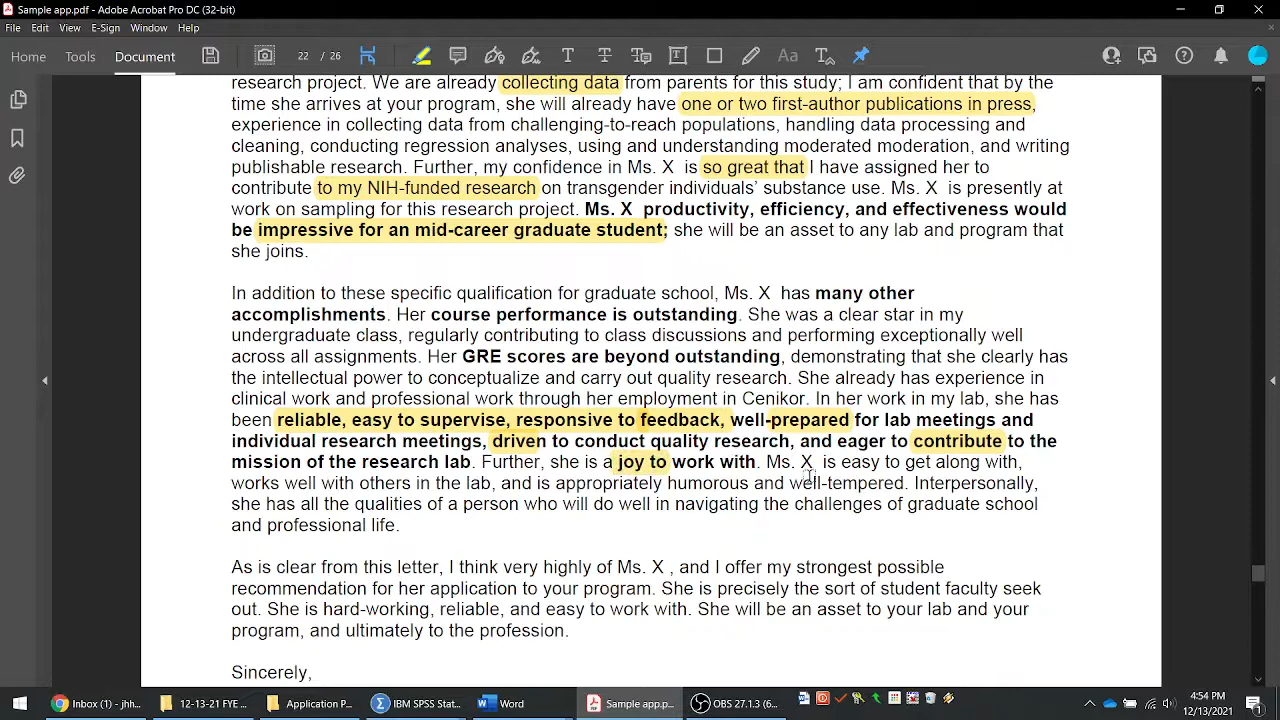 Sample app.pdf - Adobe Acrobat Pro DC (32-bit)
File Edit View E-Sign Window Help
Home Tools Document 22 / 26
research project. We are already collecting data from parents for this study; I am confident that by the
time she arrives at your program, she will already have one or two first-author publications in press,
experience in collecting data from challenging-to-reach populations, handling data processing and
cleaning, conducting regression analyses, using and understanding moderated moderation, and writing
publishable research. Further, my confidence in Ms. X is so great that I have assigned her to
contribute to my NIH-funded research on transgender individuals' substance use. Ms. X is presently at
work on sampling for this research project. Ms. X productivity, efficiency, and effectiveness would
be impressive for an mid-career graduate student; she will be an asset to any lab and program that
she joins.
In addition to these specific qualification for graduate school, Ms. X has many other
accomplishments. Her course performance is outstanding. She was a clear star in my
undergraduate class, regularly contributing to class discussions and performing exceptionally well
across all assignments. Her GRE scores are beyond outstanding, demonstrating that she clearly has
the intellectual power to conceptualize and carry out quality research. She already has experience in
clinical work and professional work through her employment in Cenikor. In her work in my lab, she has
been reliable, easy to supervise, responsive to feedback, well-prepared for lab meetings and
individual research meetings, driven to conduct quality research, and eager to contribute to the
mission of the research lab. Further, she is a joy to work with. Ms. X is easy to get along with,
works well with others in the lab, and is appropriately humorous and well-tempered. Interpersonally,
she has all the qualities of a person who will do well in navigating the challenges of graduate school
and professional life.
As is clear from this letter, I think very highly of Ms. X , and I offer my strongest possible
recommendation for her application to your program. She is precisely the sort of student faculty seek
out. She is hard-working, reliable, and easy to work with. She will be an asset to your lab and your
program, and ultimately to the profession.
Sincerely,
Inbox (1) - jhh... 12-13-21 FYE ... Application P... IBM SPSS Stat... Word Sample app.p... OBS 27.1.3 (6... 4:54 PM
12/13/2021